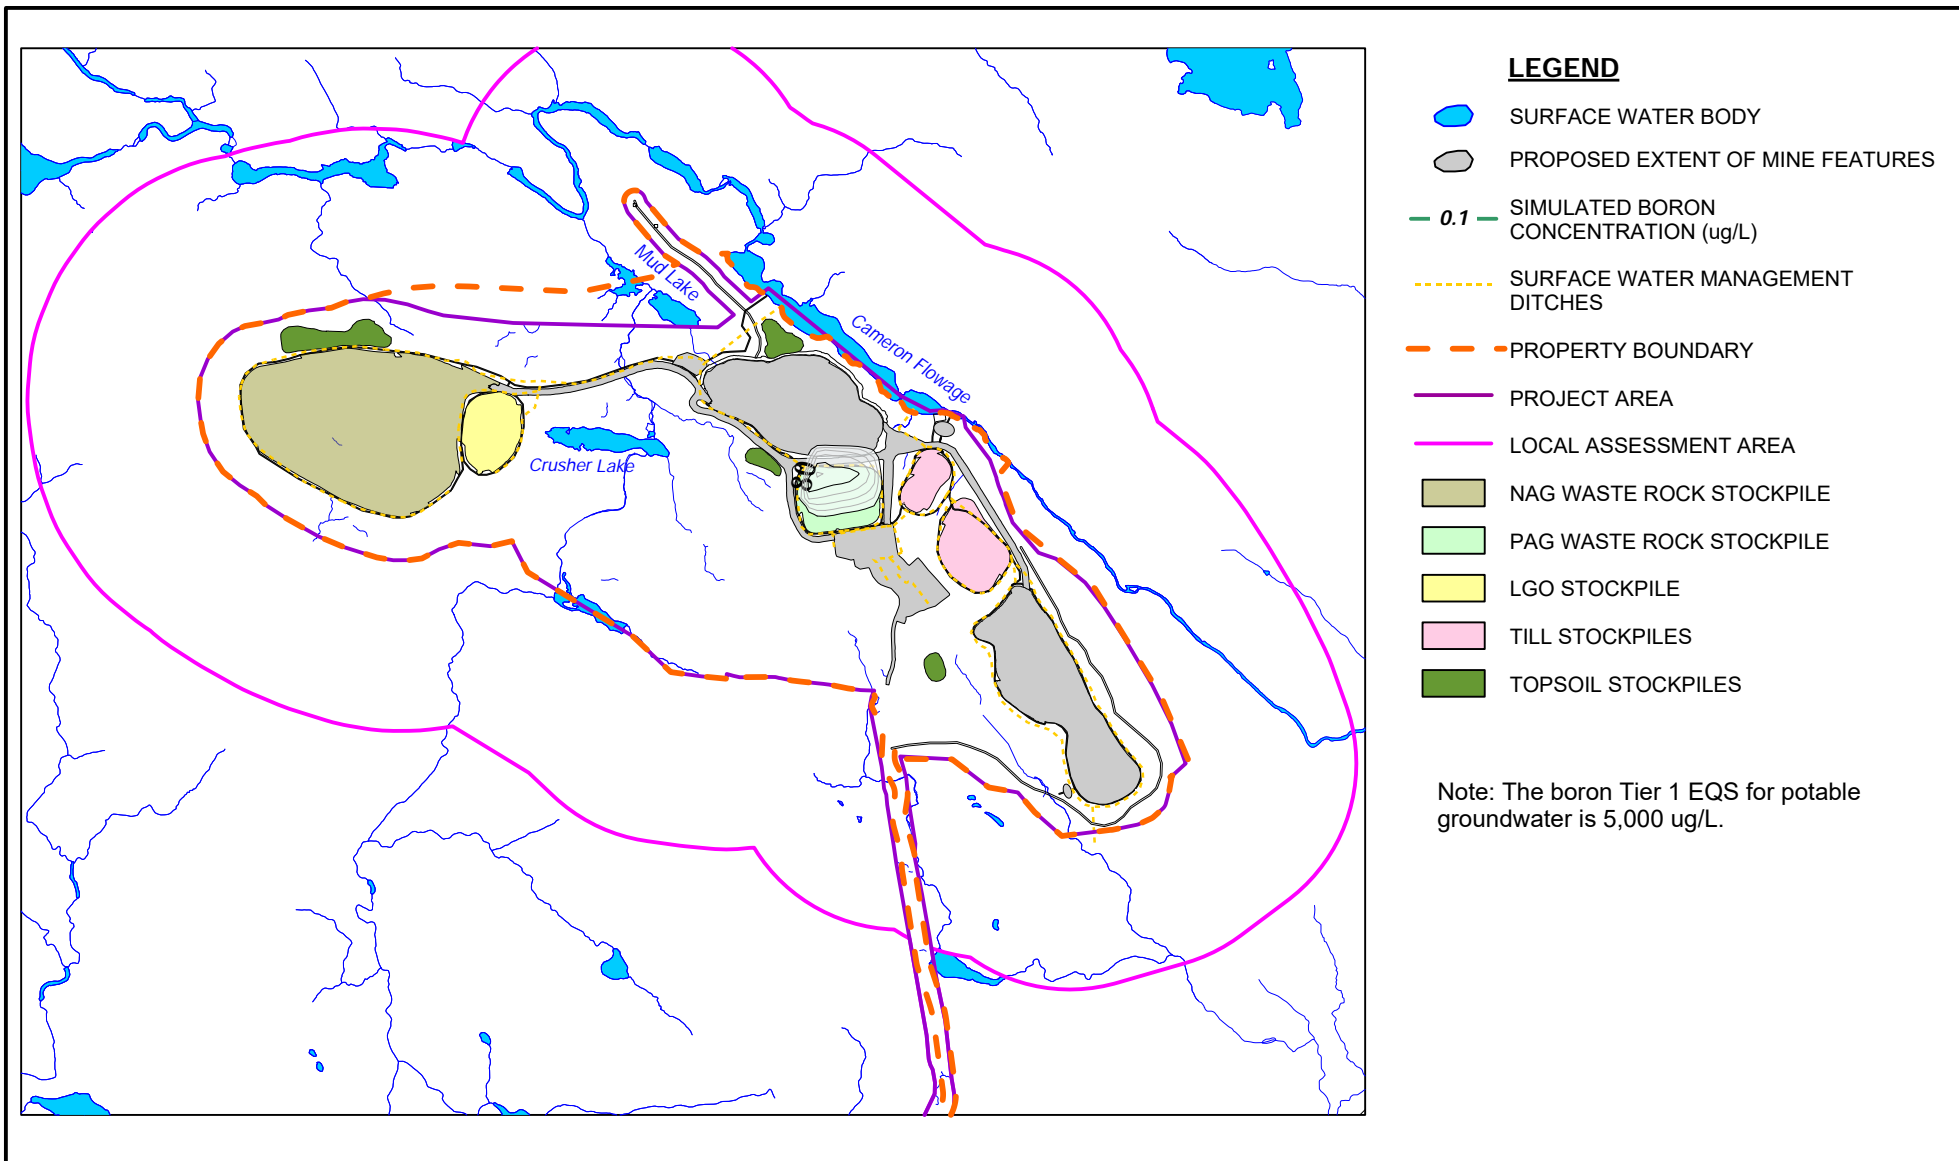 LEGEND
SURFACE WATER BODY
PROPOSED EXTENT OF MINE FEATURES
0.1
SIMULATED BORON
CONCENTRATION (ug/L)
SURFACE WATER MANAGEMENT
DITCHES
PROPERTY BOUNDARY
PROJECT AREA
LOCAL ASSESSMENT AREA
NAG WASTE ROCK STOCKPILE
PAG WASTE ROCK STOCKPILE
LGO STOCKPILE
TILL STOCKPILES
TOPSOIL STOCKPILES
Note: The boron Tier 1 EQS for potable
groundwater is 5,000 ug/L.
Mud Lake
Cameron Flowage
Crusher Lake